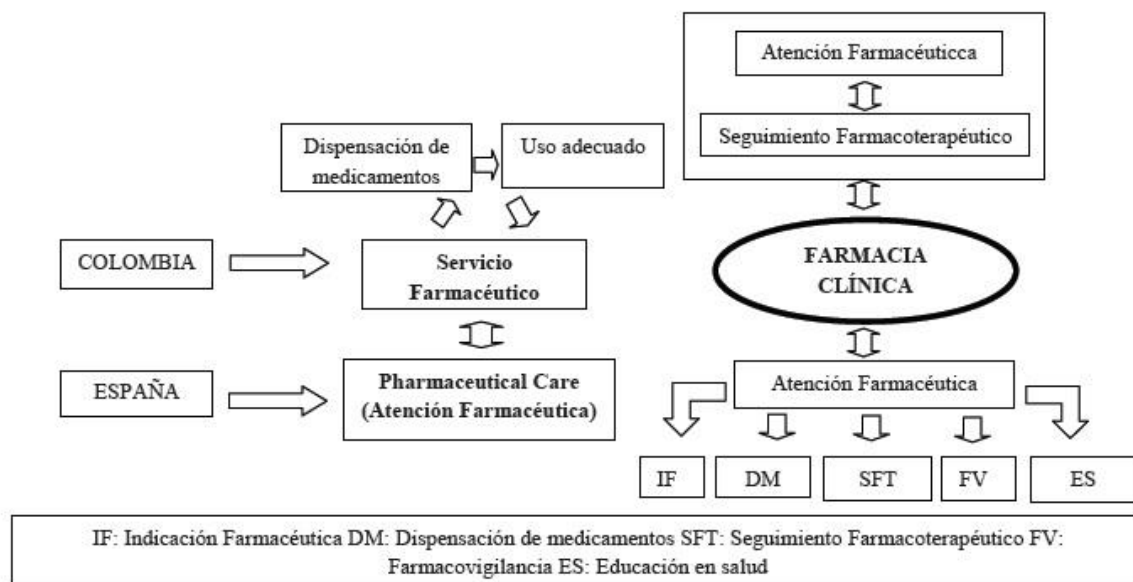 Atención Farmacéuticca
Seguimiento Farmacoterapéutico
Dispensación de
medicamentos
Uso adecuado
COLOMBIA
Servicio
Farmacéutico
FARMACIA
CLÍNICA
ESPAÑA
Pharmaceutical Care
(Atención Farmacéutica)
Atención Farmacéutica
IF
DM
SFT
FV
ES
IF: Indicación Farmacéutica DM: Dispensación de medicamentos SFT: Seguimiento Farmacoterapéutico FV:
Farmacovigilancia ES: Educación en salud